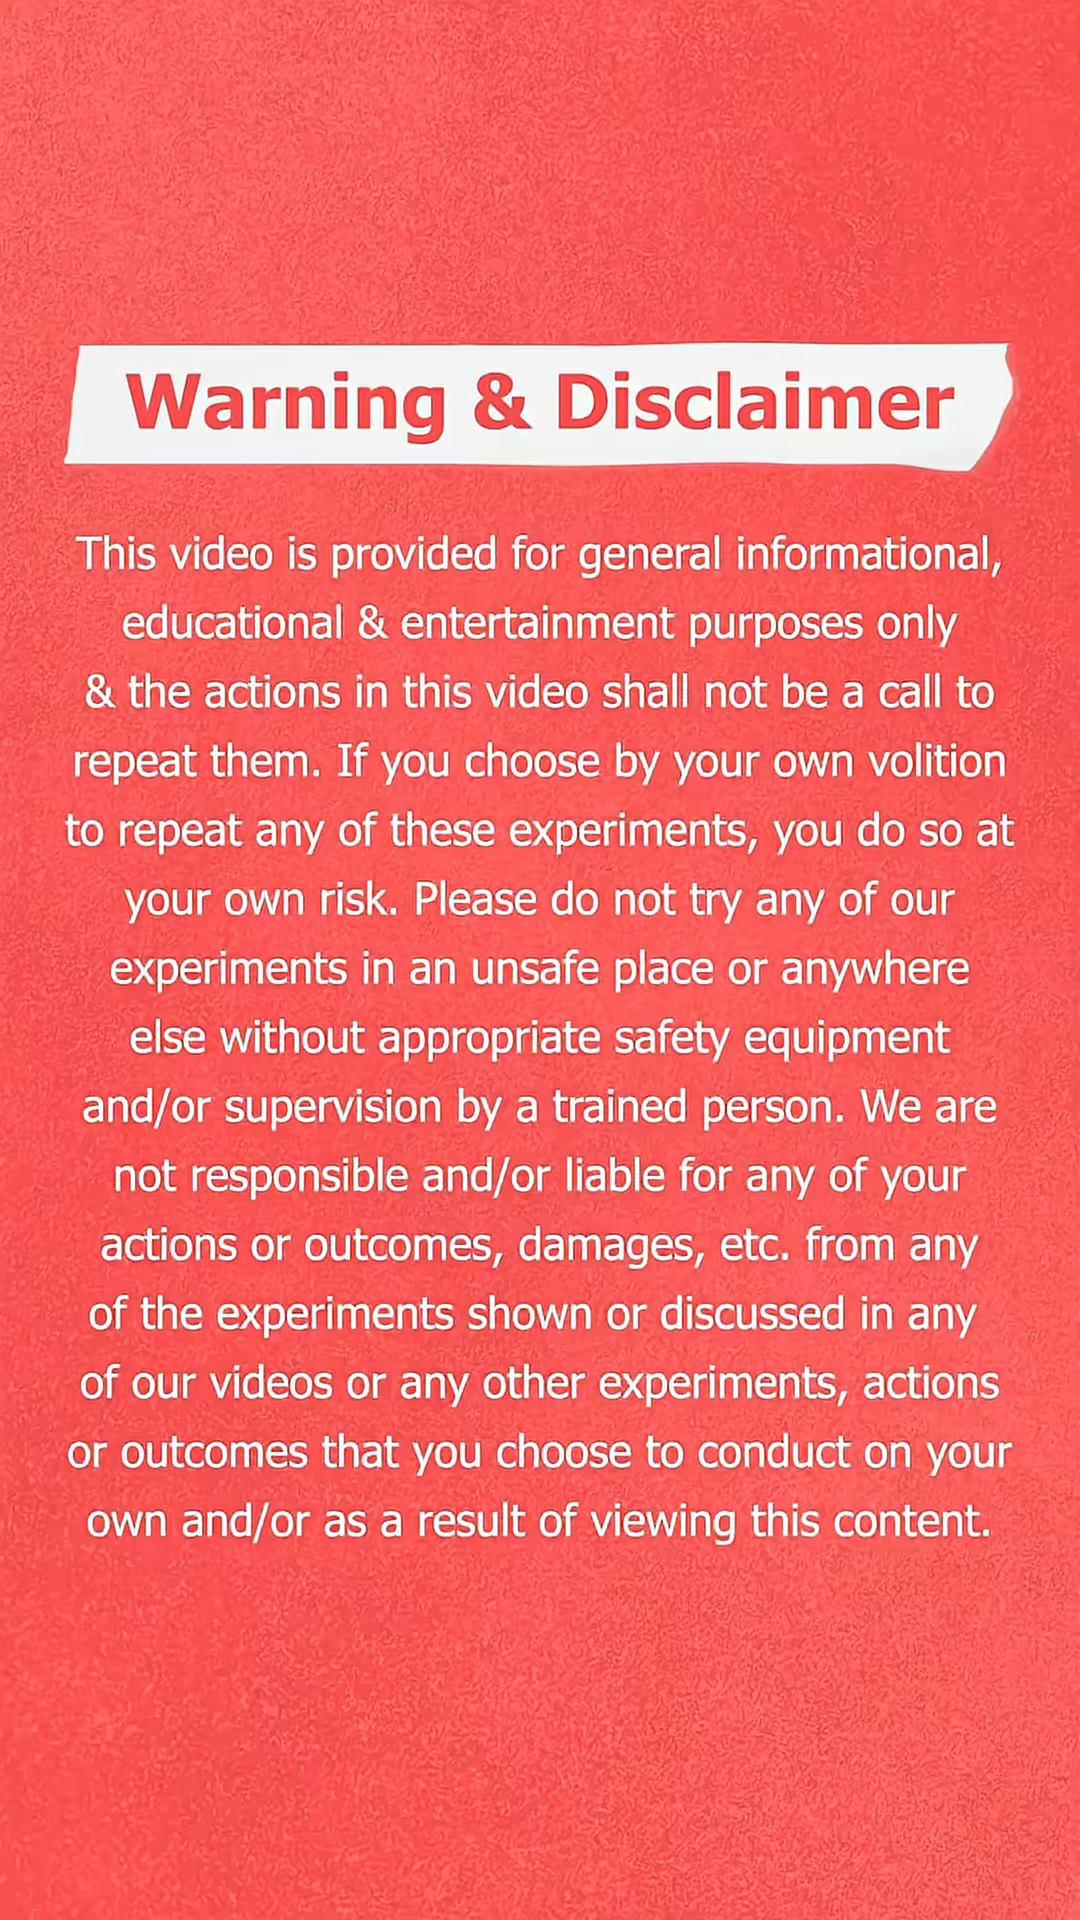 Warning & Disclaimer
This video is provided for general informational,
educational & entertainment purposes only
& the actions in this video shall not be a call to
repeat them. If you choose by your own volition
to repeat any of these experiments, you do so at
your own risk. Please do not try any of our
experiments in an unsafe place or anywhere
else without appropriate safety equipment
and/or supervision by a trained person. We are
not responsible and/or liable for any of your
actions or outcomes, damages, etc. from any
of the experiments shown or discussed in any
of our videos or any other experiments, actions
or outcomes that you choose to conduct on your
own and/or as a result of viewing this content.